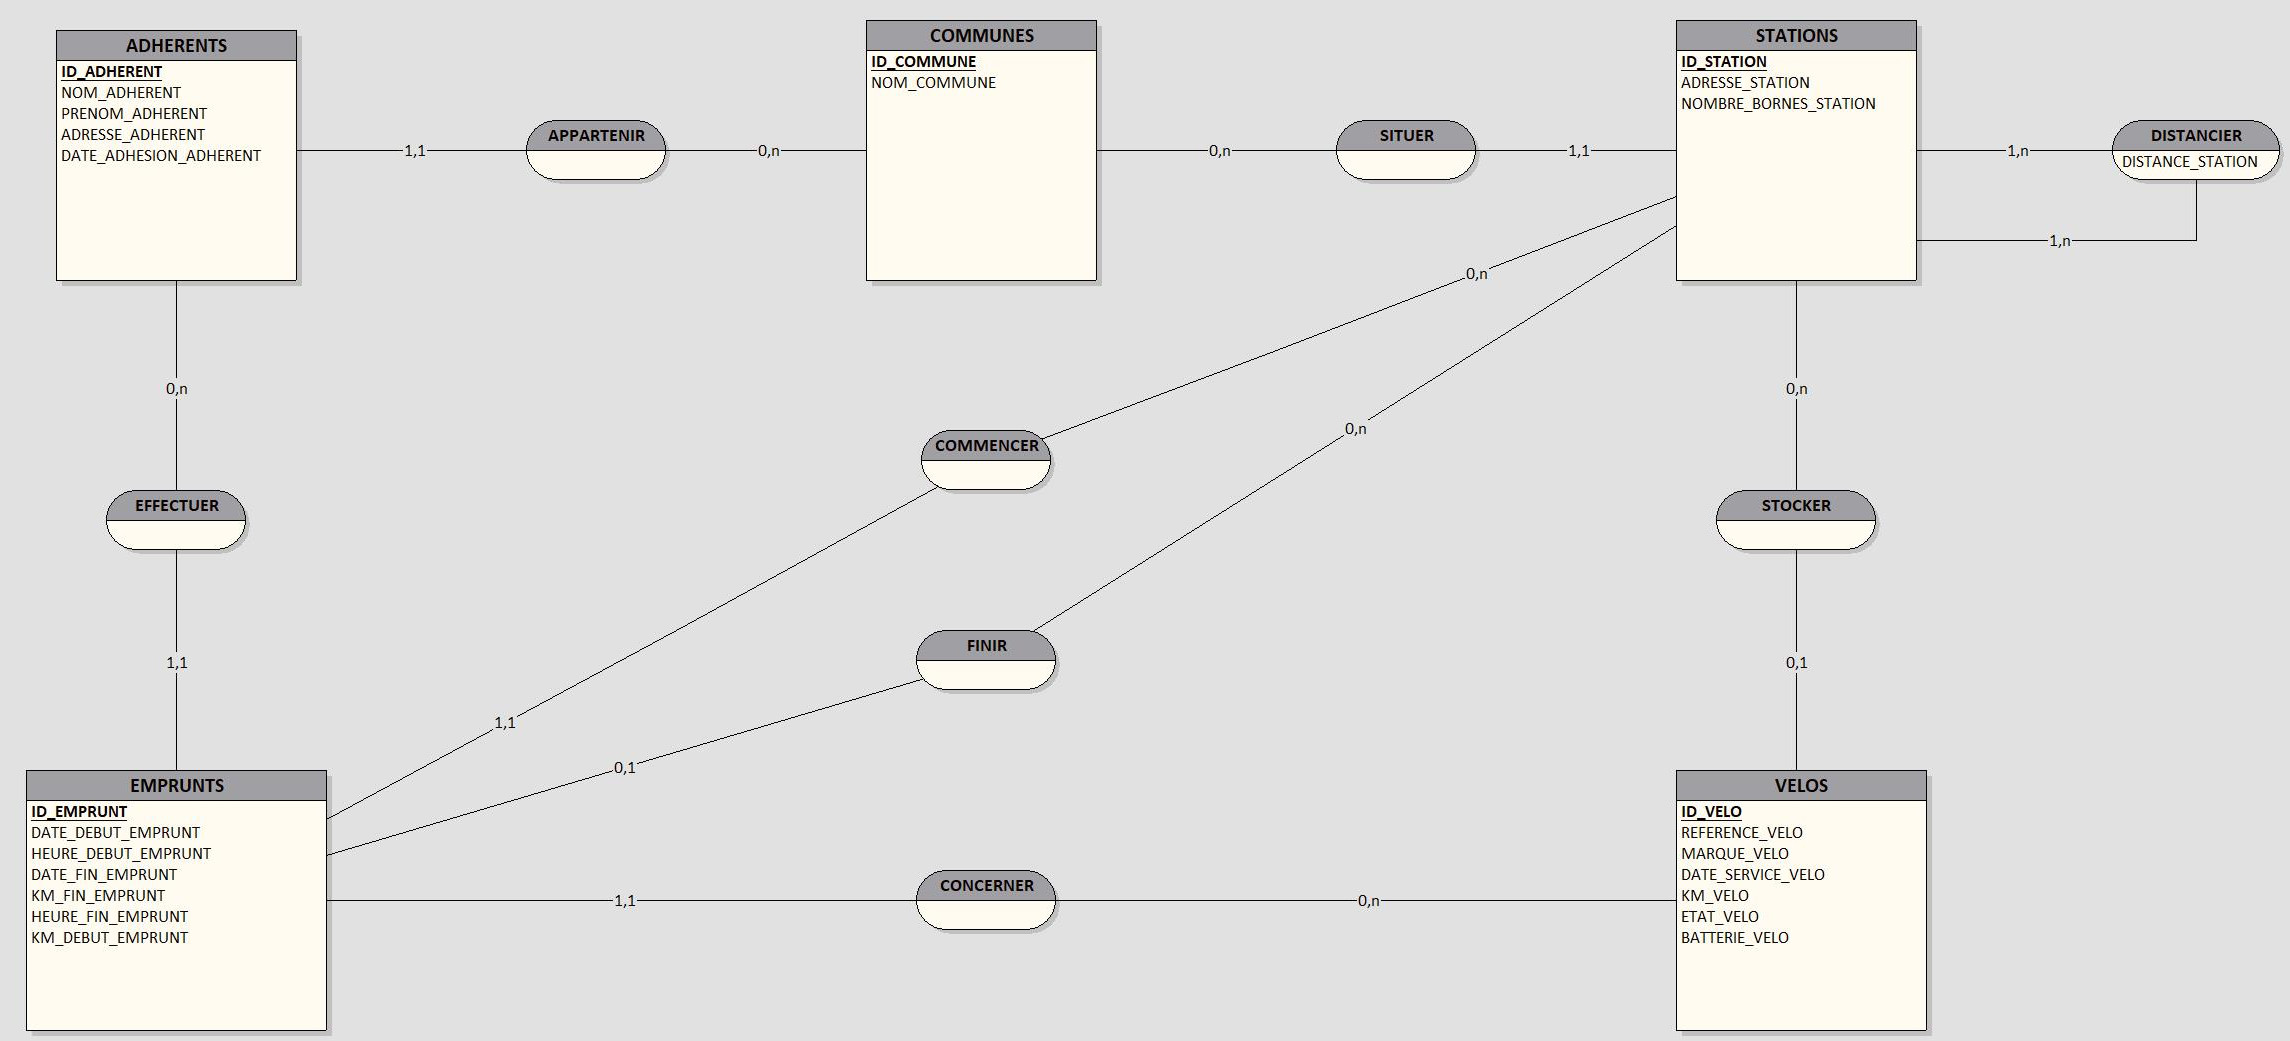 ADHERENTS
ID_ADHERENT
NOM_ADHERENT
PRENOM_ADHERENT
ADRESSE_ADHERENT
DATE_ADHESION_ADHERENT
1,1
APPARTENIR
0,n
COMMUNES
ID_COMMUNE
NOM_COMMUNE
0,n
SITUER
1,1
STATIONS
ID_STATION
ADRESSE_STATION
NOMBRE_BORNES_STATION
1,n
DISTANCIER
DISTANCE_STATION
1,n
0,n
0,n
0,n
0,n
EFFECTUER
COMMENCER
FINIR
STOCKER
1,1
1,1
0,1
0,1
EMPRUNTS
ID_EMPRUNT
DATE_DEBUT_EMPRUNT
HEURE_DEBUT_EMPRUNT
DATE_FIN_EMPRUNT
KM_FIN_EMPRUNT
HEURE_FIN_EMPRUNT
KM_DEBUT_EMPRUNT
1,1
CONCERNER
0,n
VELOS
ID_VELO
REFERENCE_VELO
MARQUE_VELO
DATE_SERVICE_VELO
KM_VELO
ETAT_VELO
BATTERIE_VELO